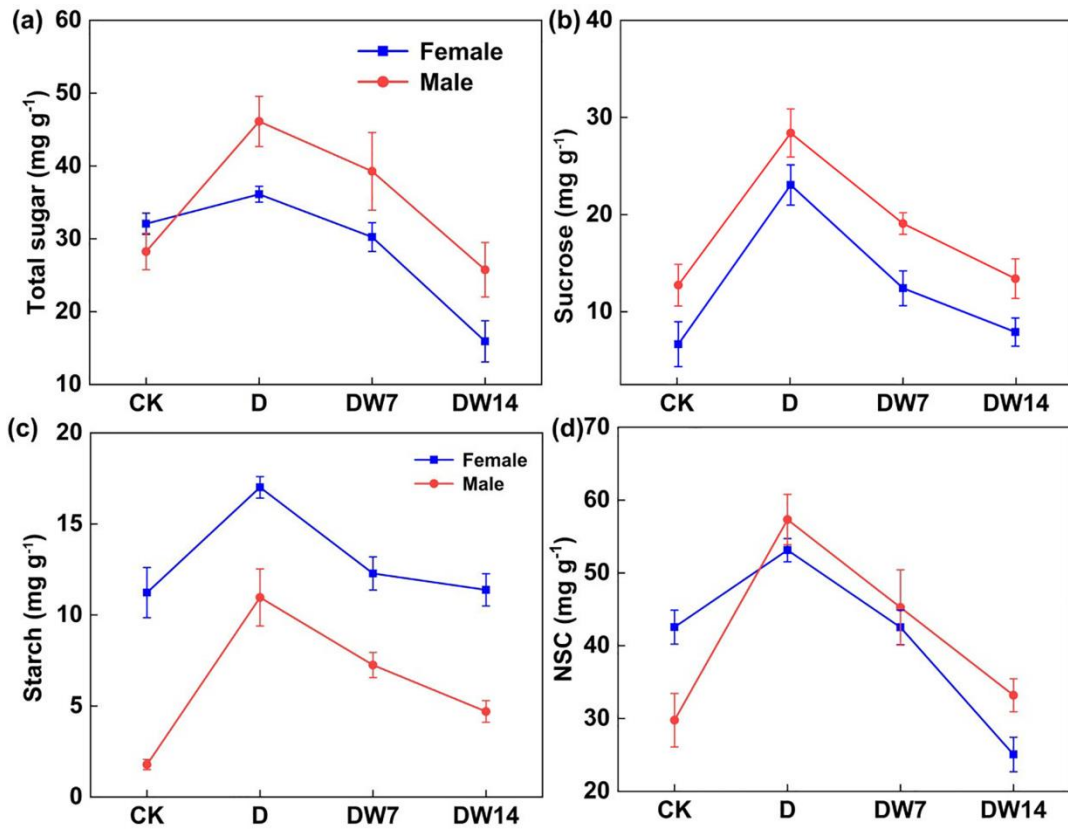 (a)
60
50
40
30
20
10
Total sugar (mg g⁻¹)
Female
Male
CK D DW7 DW14
(b)
40
30
20
10
Sucrose (mg g⁻¹)
CK D DW7 DW14
(c)
20
15
10
5
0
Starch (mg g⁻¹)
Female
Male
CK D DW7 DW14
(d)
70
60
50
40
30
20
NSC (mg g⁻¹)
CK D DW7 DW14